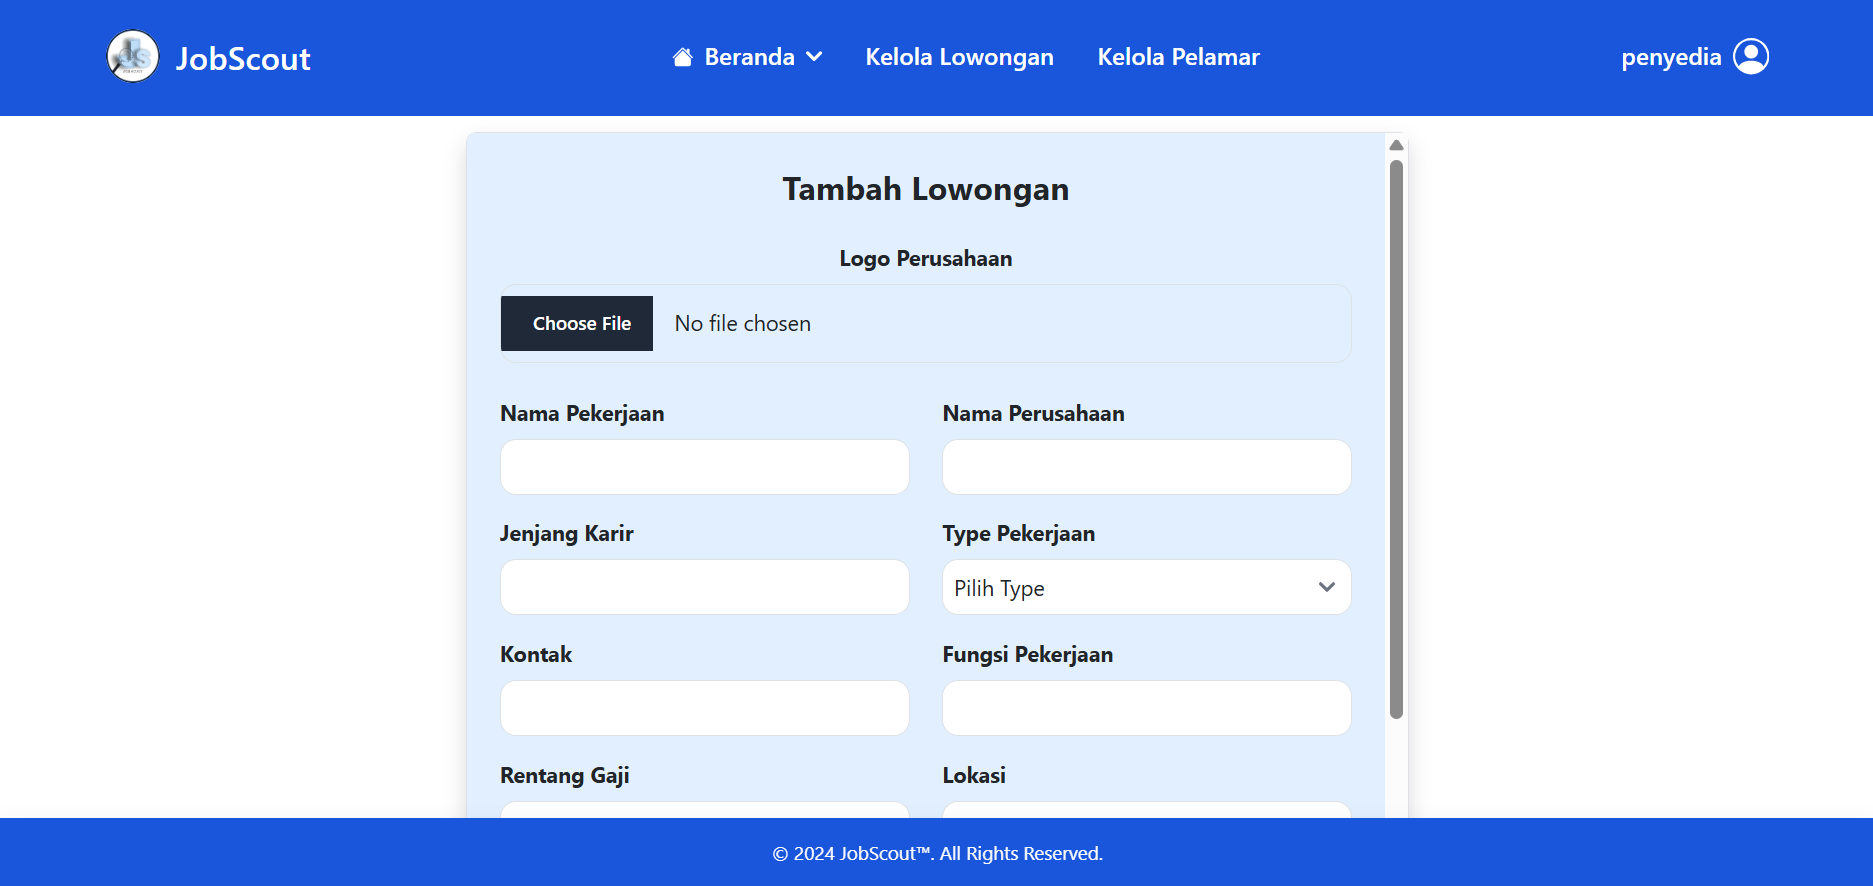 JobScout
Beranda
Kelola Lowongan
Kelola Pelamar
penyedia
Tambah Lowongan
Logo Perusahaan
Choose File
No file chosen
Nama Pekerjaan
Nama Perusahaan
Jenjang Karir
Type Pekerjaan
Pilih Type
Kontak
Fungsi Pekerjaan
Rentang Gaji
Lokasi
© 2024 JobScout™. All Rights Reserved.